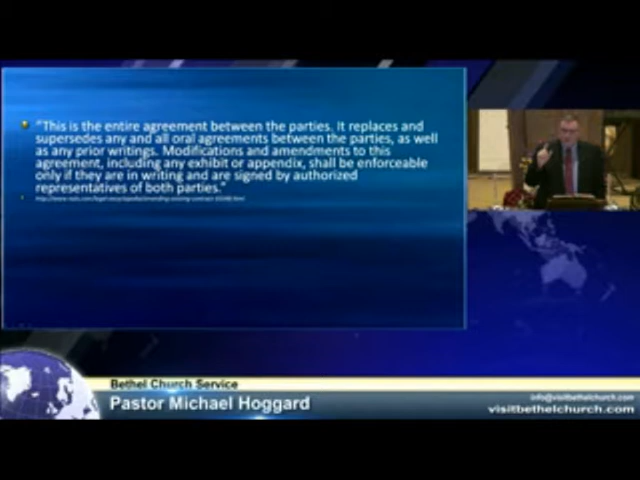 "This is the entire agreement between the parties. It replaces and
supersedes any and all oral agreements between the parties, as well
as any prior writings. Modifications and amendments to this
agreement, including any exhibit or appendix, shall be enforceable
only if they are in writing and are signed by authorized
representatives of both parties."
Bethel Church Service
Pastor Michael Hoggard
info@visitbethelchurch.com
visitbethelchurch.com